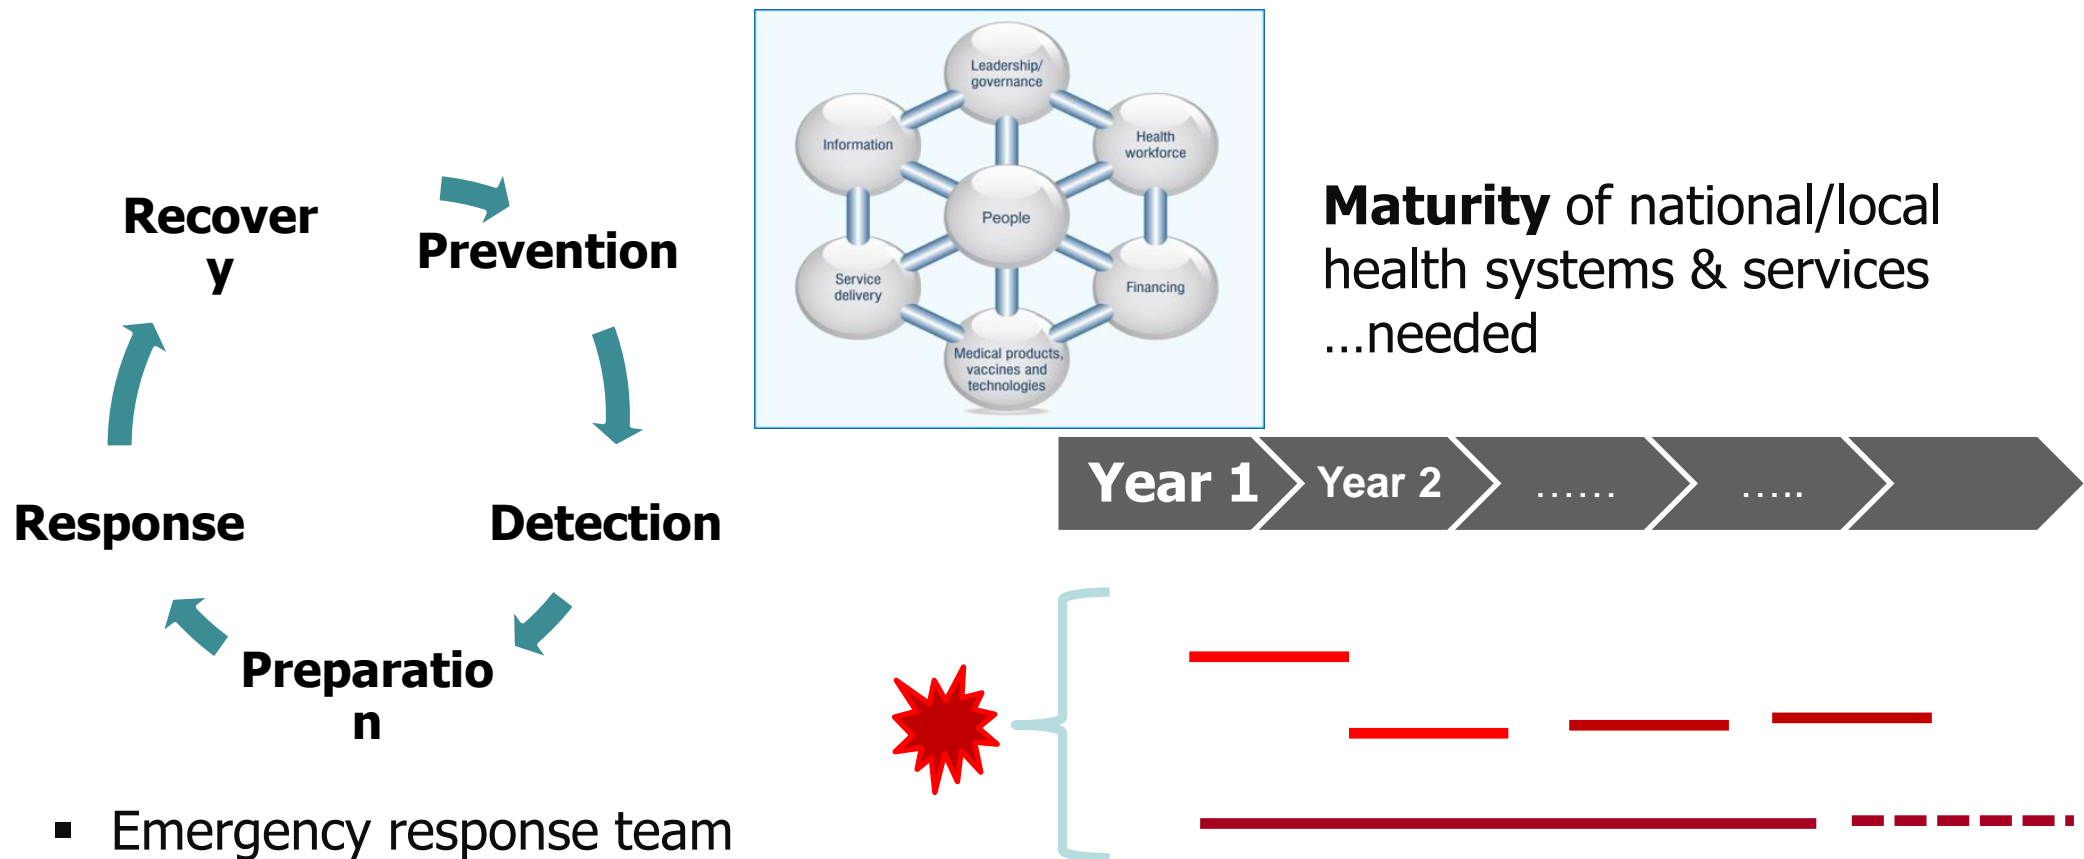 Leadership/
governance
Information
Health
workforce
People
Service
delivery
Financing
Medical products,
vaccines and
technologies
Recover
y
Prevention
Response
Detection
Preparatio
n
▪ Emergency response team
Maturity of national/local
health systems & services
...needed
Year 1
Year 2
......
.....